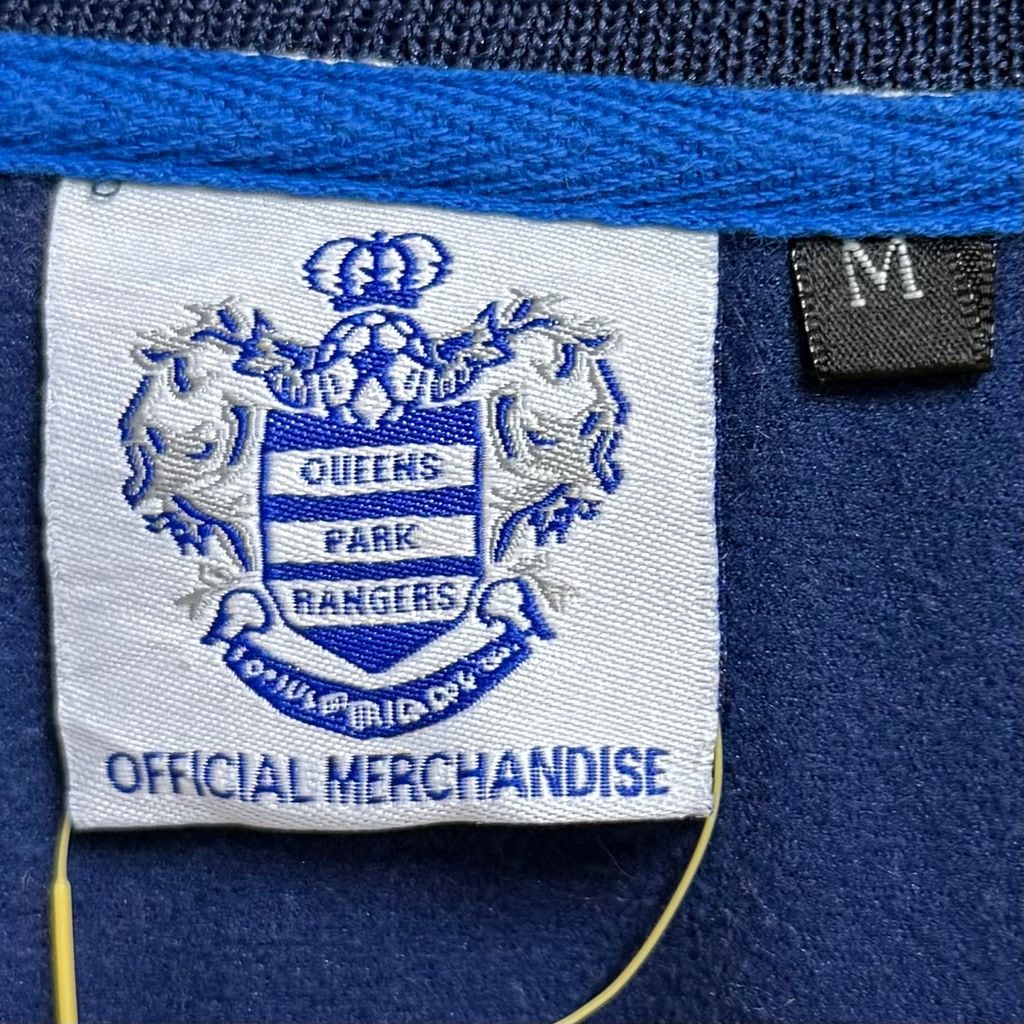 QUEENS
PARK
RANGERS
OFFICIAL MERCHANDISE
M